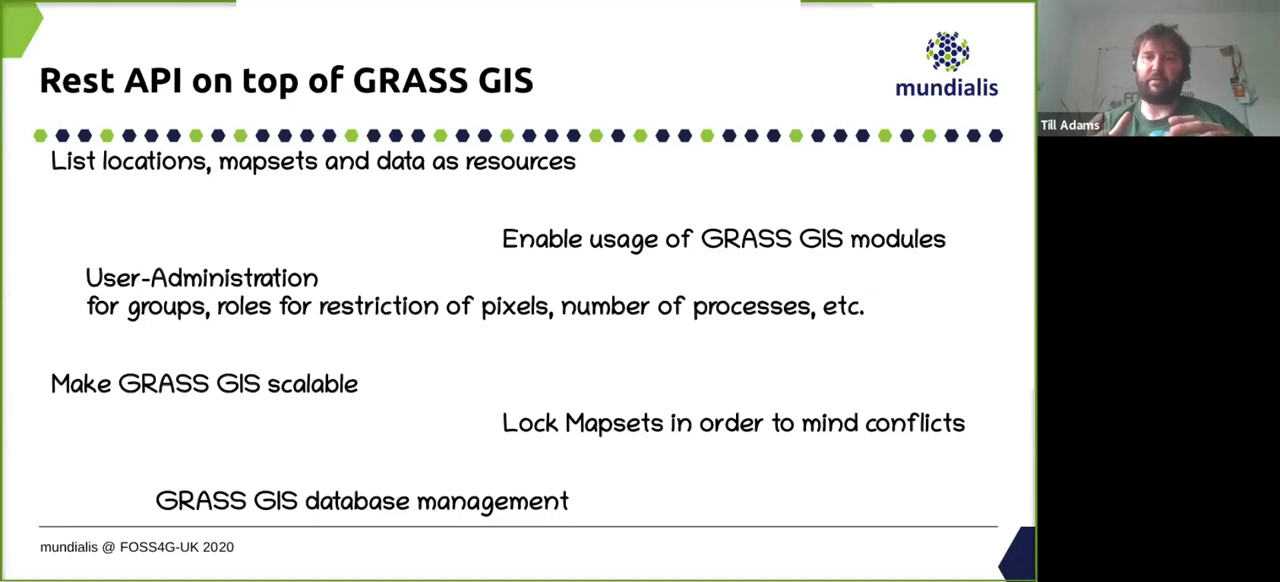 Rest API on top of GRASS GIS
mundialis
Till Adams
List locations, mapsets and data as resources
Enable usage of GRASS GIS modules
User-Administration
for groups, roles for restriction of pixels, number of processes, etc.
Make GRASS GIS scalable
Lock Mapsets in order to mind conflicts
GRASS GIS database management
mundialis @ FOSS4G-UK 2020